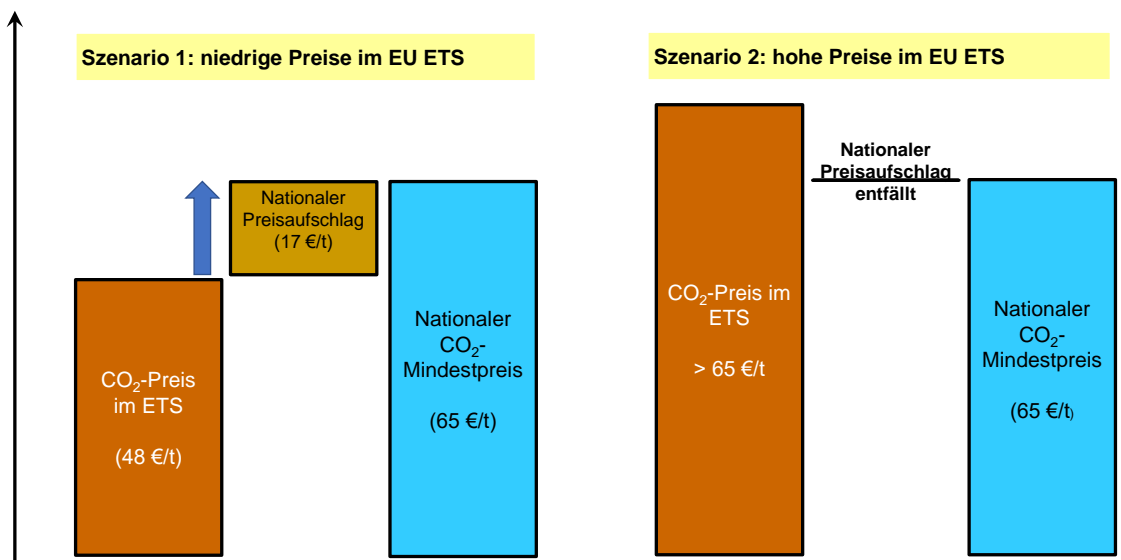 Szenario 1: niedrige Preise im EU ETS
Nationaler
Preisaufschlag
(17 €/t)
CO₂-Preis
im ETS
(48 €/t)
Nationaler
CO₂-
Mindestpreis
(65 €/t)
Szenario 2: hohe Preise im EU ETS
CO₂-Preis im
ETS
> 65 €/t
Nationaler
Preisaufschlag
entfällt
Nationaler
CO₂-
Mindestpreis
(65 €/t)